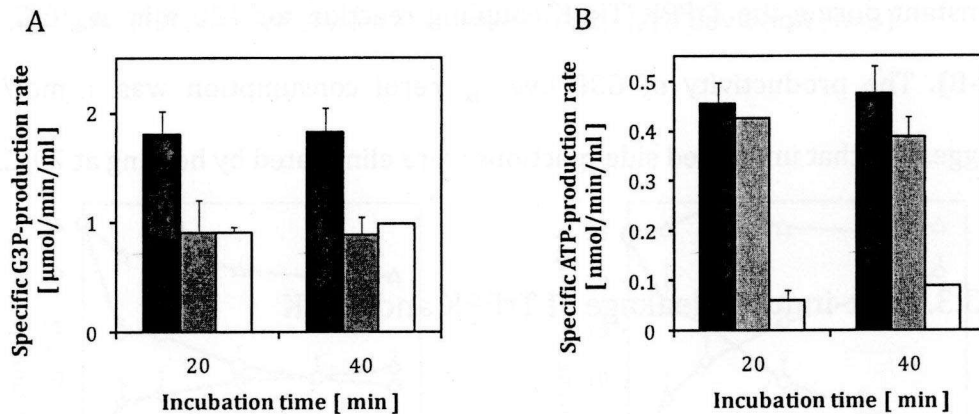 A
Specific G3P-production rate
[ μmol/min/ml ]
2
1
0
20
40
Incubation time [ min ]
B
Specific ATP-production rate
[ nmol/min/ml ]
0.5
0.4
0.3
0.2
0.1
0
20
40
Incubation time [ min ]